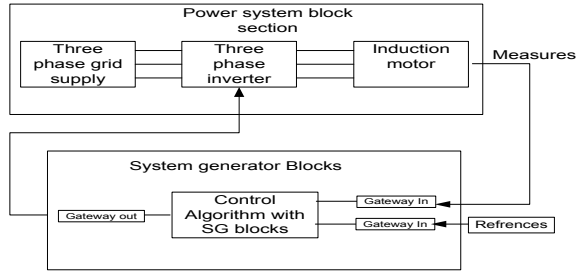 Power system block
section
Three
phase grid
supply
Three
phase
inverter
Induction
motor
Measures
System generator Blocks
Control
Algorithm with
SG blocks
Gateway out
Gateway In
Gateway In
Refrences